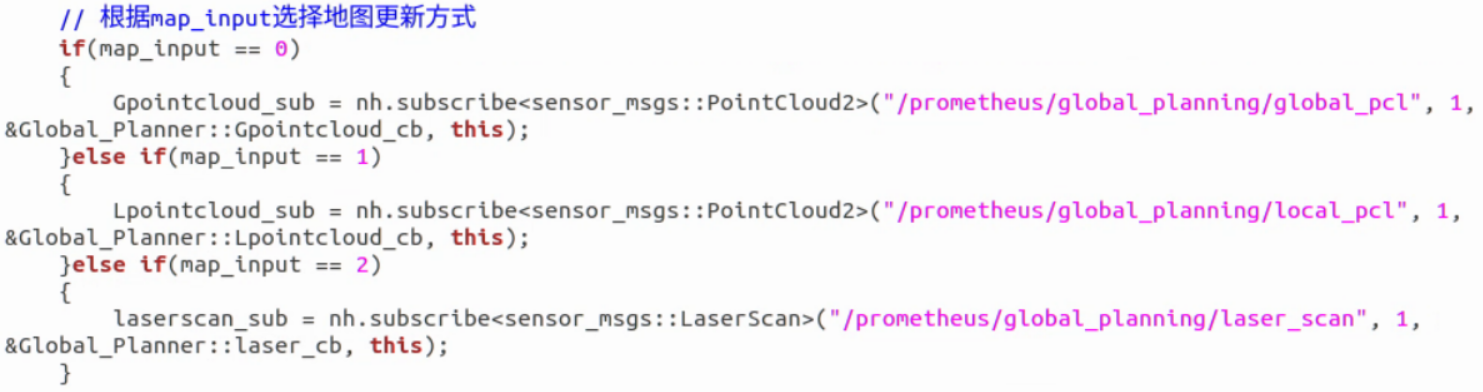 // 根据map_input选择地图更新方式
if(map_input == 0)
{
Gpointcloud_sub = nh.subscribe<sensor_msgs::PointCloud2>("/prometheus/global_planning/global_pcl", 1,
&Global_Planner::Gpointcloud_cb, this);
}else if(map_input == 1)
{
Lpointcloud_sub = nh.subscribe<sensor_msgs::PointCloud2>("/prometheus/global_planning/local_pcl", 1,
&Global_Planner::Lpointcloud_cb, this);
}else if(map_input == 2)
{
laserscan_sub = nh.subscribe<sensor_msgs::LaserScan>("/prometheus/global_planning/laser_scan", 1,
&Global_Planner::laser_cb, this);
}